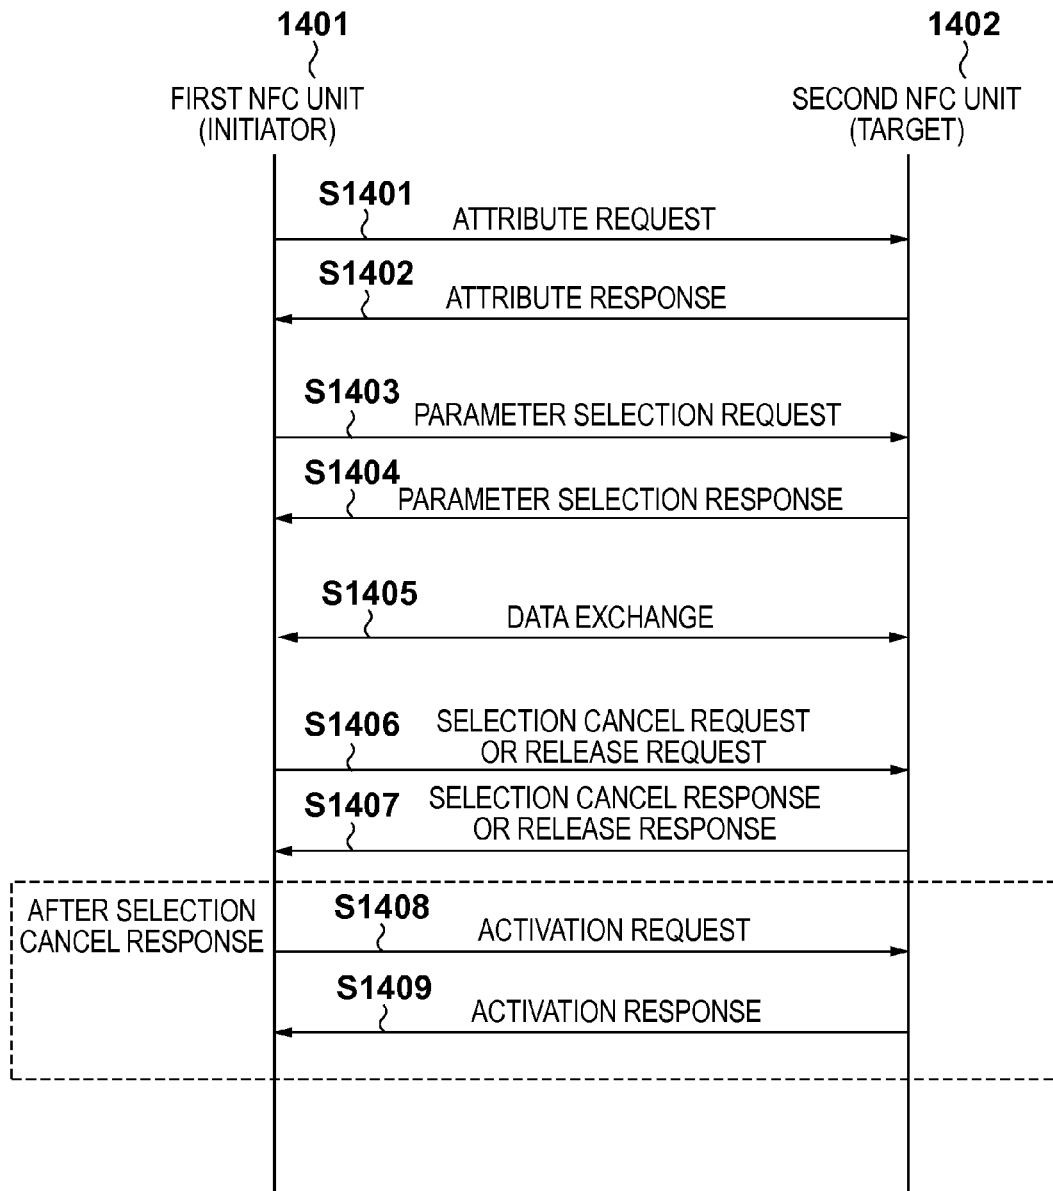 1401
1402
FIRST NFC UNIT
(INITIATOR)
SECOND NFC UNIT
(TARGET)
S1401
ATTRIBUTE REQUEST
S1402
ATTRIBUTE RESPONSE
S1403
PARAMETER SELECTION REQUEST
S1404
PARAMETER SELECTION RESPONSE
S1405
DATA EXCHANGE
S1406
SELECTION CANCEL REQUEST
OR RELEASE REQUEST
S1407
SELECTION CANCEL RESPONSE
OR RELEASE RESPONSE
AFTER SELECTION
CANCEL RESPONSE
S1408
ACTIVATION REQUEST
S1409
ACTIVATION RESPONSE